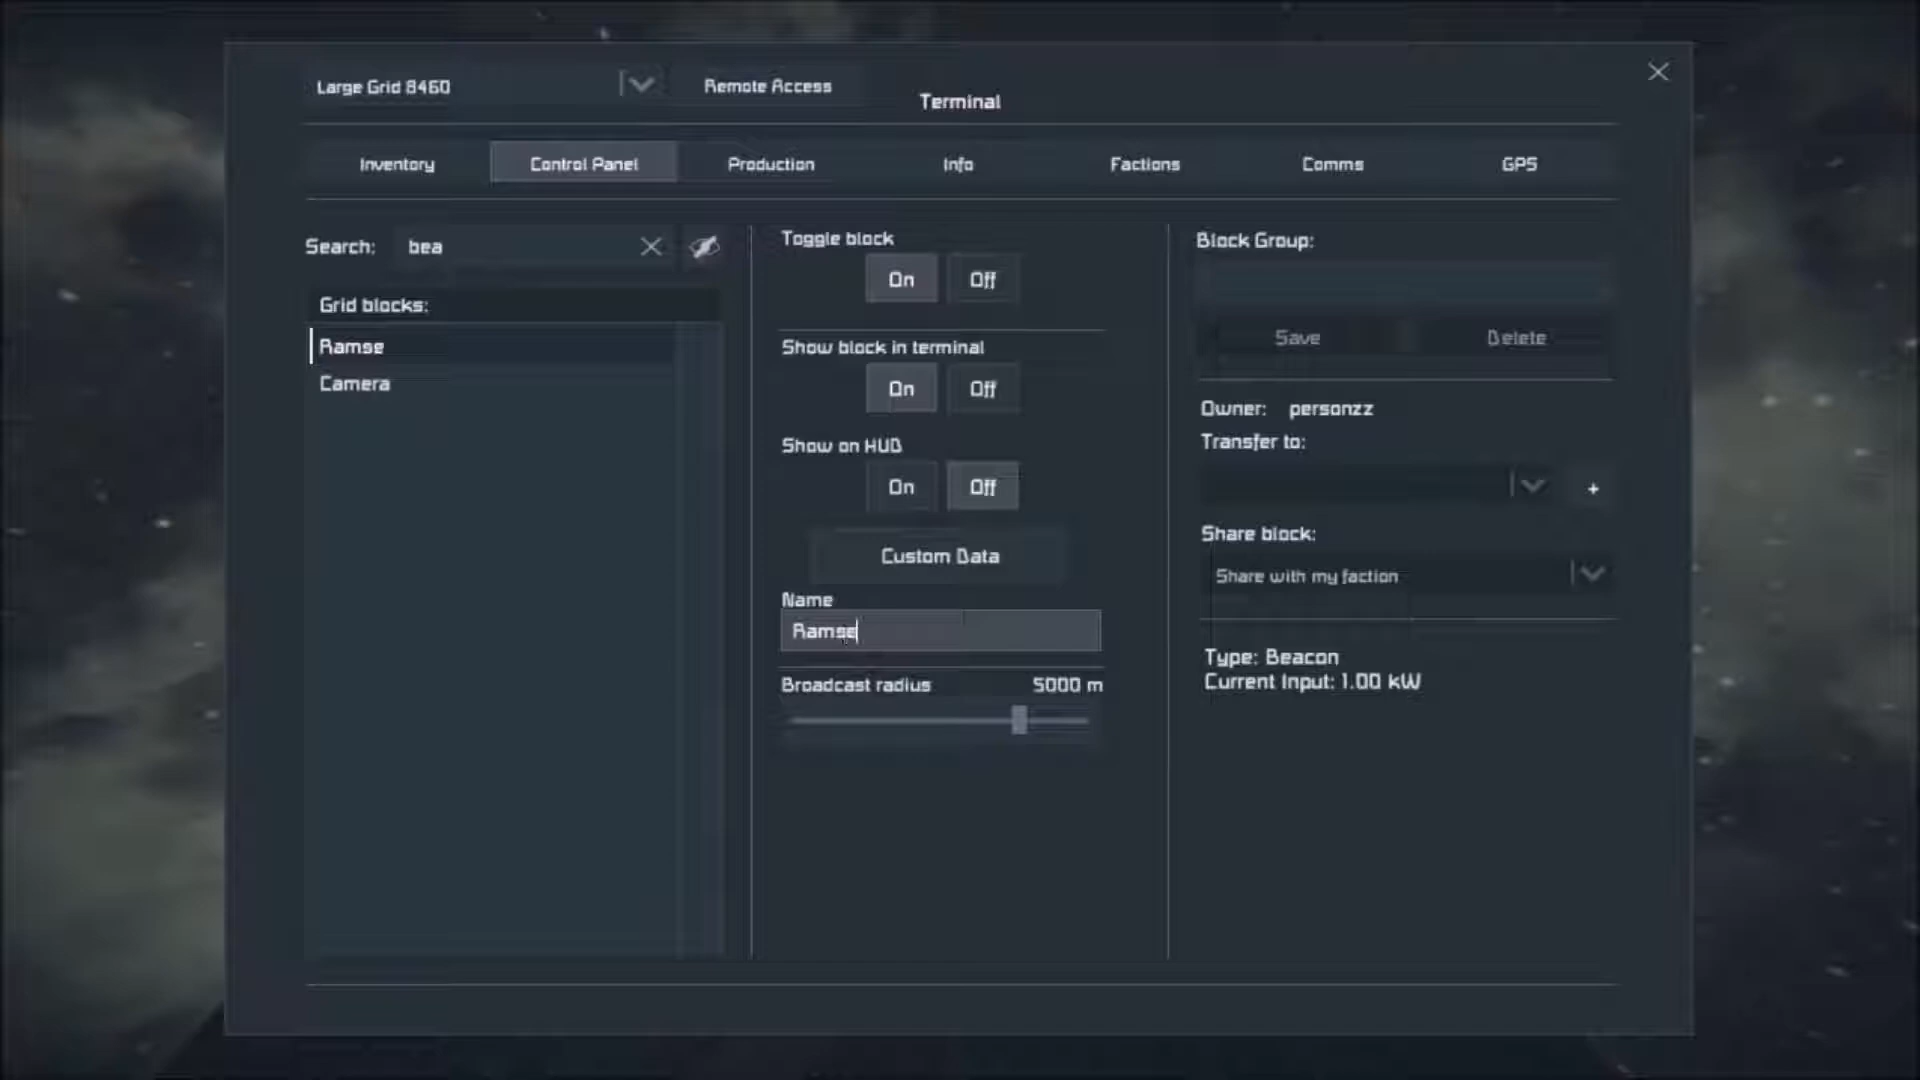 Large Grid 8460
Remote Access
Terminal
Inventory
Control Panel
Production
Info
Factions
Comms
GPS
Search: bea
Grid blocks:
Ramse
Camera
Toggle block
On Off
Show block in terminal
On Off
Show on HUD
On Off
Custom Data
Name
Ramse
Broadcast radius 5000 m
Block Group:
Save Delete
Owner: personzz
Transfer to:
+
Share block:
Share with my faction
Type: Beacon
Current Input: 1.00 kW